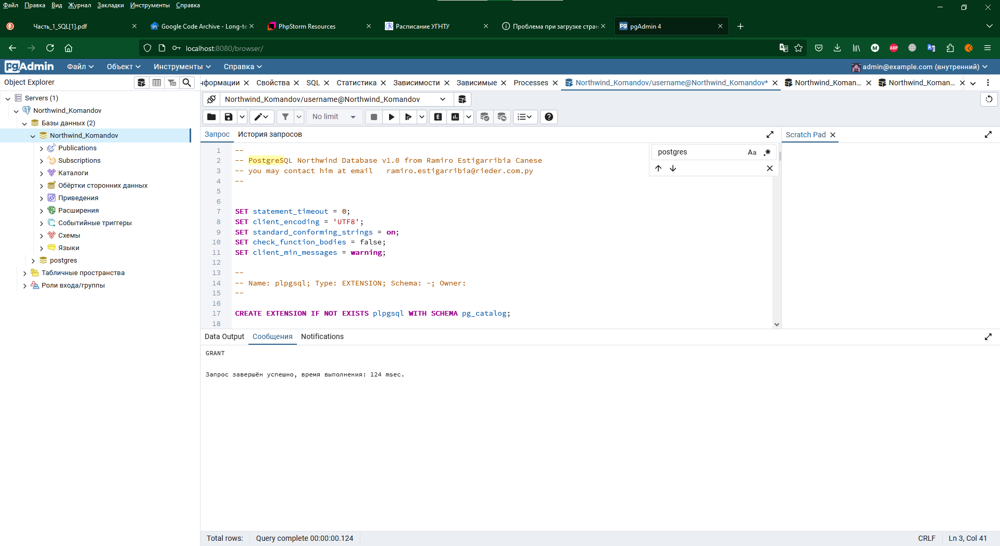 Файл Правка Вид Журнал Закладки Инструменты Справка
Часть_1_SQL[1].pdf Google Code Archive - Long-te PhpStorm Resources Расписание УГНТУ Проблема при загрузке стран pgAdmin 4
localhost:8080/browser/
pgAdmin Файл Объект Инструменты Справка admin@example.com (внутренний)
Object Explorer
нформации Свойства SQL Статистика Зависимости Зависимые Processes Northwind_Komandov/username@Northwind_Komandov* Northwind_Koman... Northwind_Koman...
Servers (1)
Northwind_Komandov
Базы данных (2)
Northwind_Komandov
Publications
Subscriptions
Каталоги
Обёртки сторонних данных
Приведения
Расширения
Событийные триггеры
Схемы
Языки
postgres
Табличные пространства
Роли входа/группы
Northwind_Komandov/username@Northwind_Komandov
No limit
Запрос История запросов
Scratch Pad
postgres Aa
1 --
2 -- PostgreSQL Northwind Database v1.0 from Ramiro Estigarribia Canese
3 -- you may contact him at email   ramiro.estigarribia@rieder.com.py
4 --
5
6
7 SET statement_timeout = 0;
8 SET client_encoding = 'UTF8';
9 SET standard_conforming_strings = on;
10 SET check_function_bodies = false;
11 SET client_min_messages = warning;
12
13 --
14 -- Name: plpgsql; Type: EXTENSION; Schema: -; Owner:
15 --
16
17 CREATE EXTENSION IF NOT EXISTS plpgsql WITH SCHEMA pg_catalog;
18
Data Output Сообщения Notifications
GRANT
Запрос завершён успешно, время выполнения: 124 msec.
Total rows: Query complete 00:00:00.124 CRLF Ln 3, Col 41